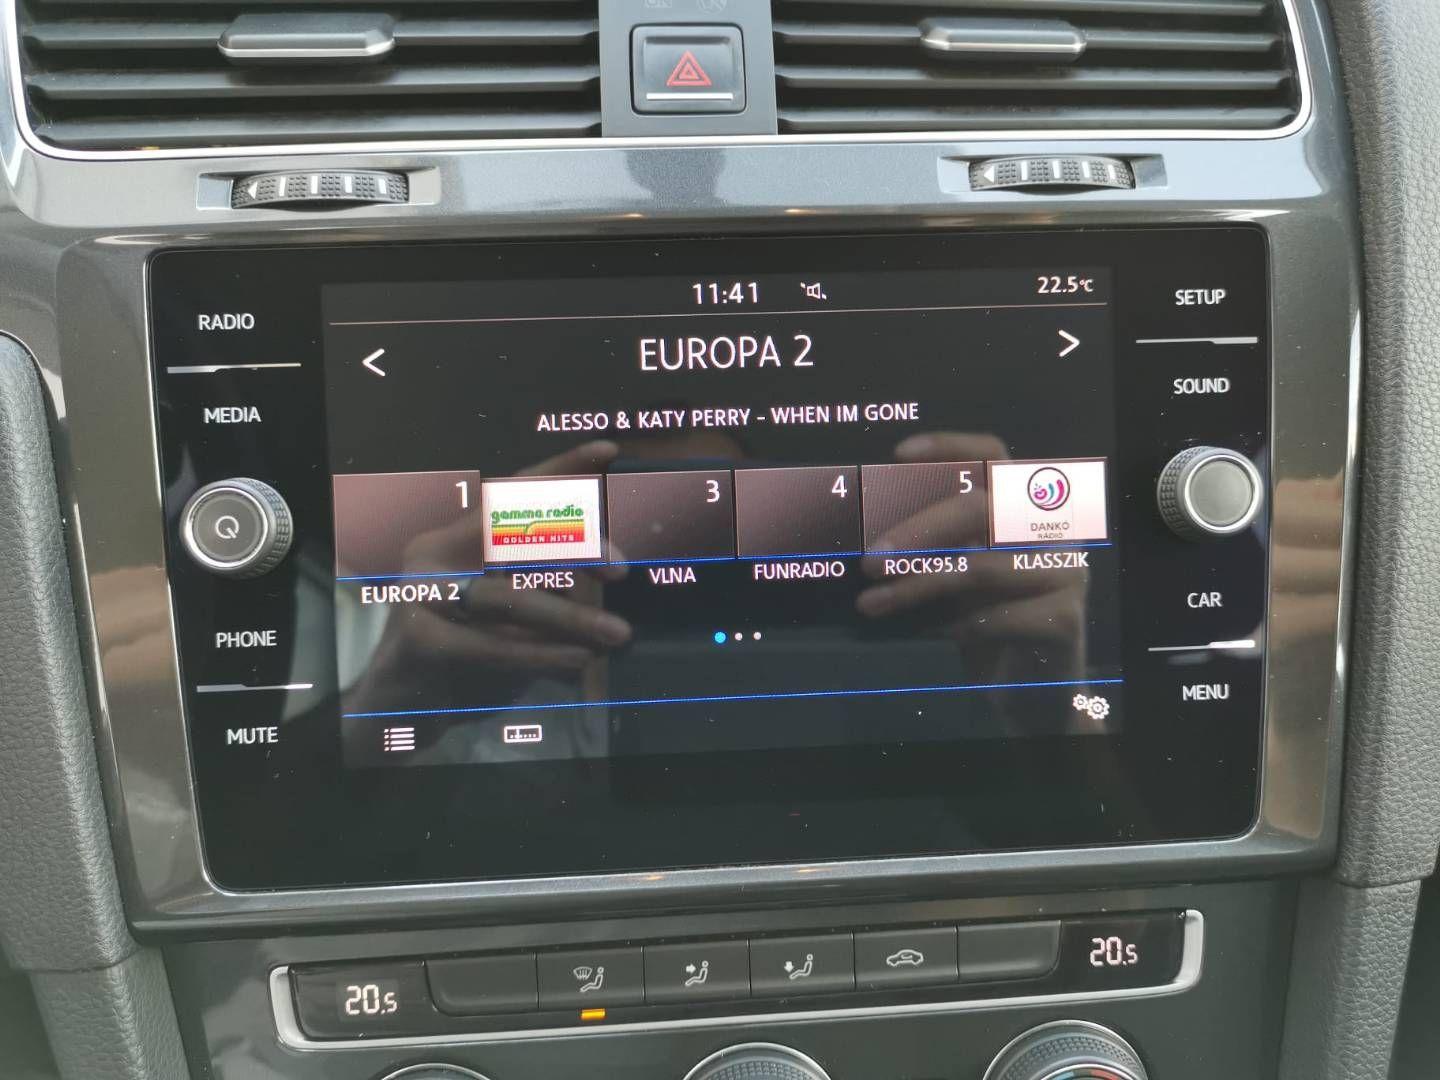 11:41
22.5°C
RADIO
MEDIA
PHONE
MUTE
SETUP
SOUND
CAR
MENU
< EUROPA 2 >
ALESSO & KATY PERRY - WHEN IM GONE
1
gamma radio
GOLDEN HITS
3
4
5
DANKÓ
RÁDIÓ
EUROPA 2
EXPRES
VLNA
FUNRADIO
ROCK95.8
KLASSZIK
20.5
20.5